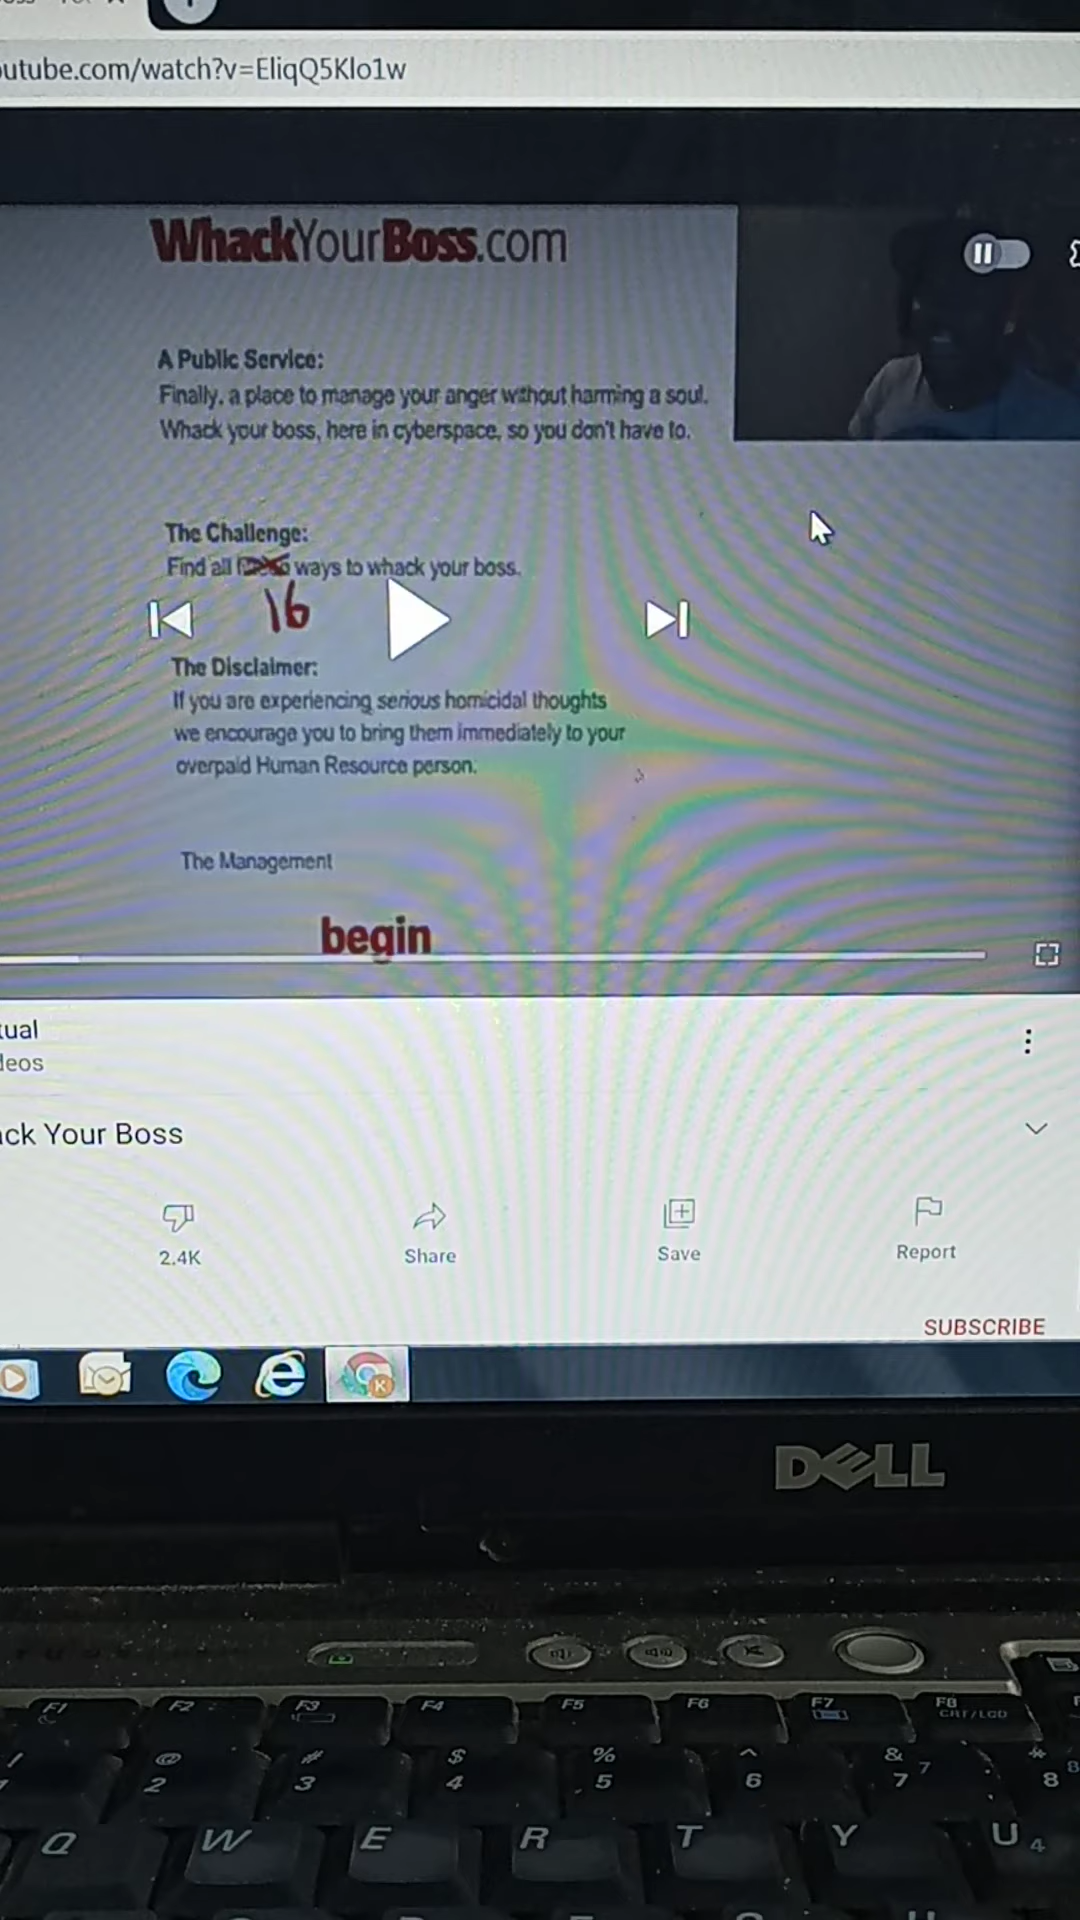 outube.com/watch?v=EliqQ5Klo1w
WhackYourBoss.com
A Public Service:
Finally, a place to manage your anger without harming a soul.
Whack your boss, here in cyberspace, so you don't have to.
The Challenge:
Find all ways to whack your boss.
16
The Disclaimer:
If you are experiencing serious homicidal thoughts
we encourage you to bring them immediately to your
overpaid Human Resource person.
The Management
begin
tual
deos
ack Your Boss
2.4K
Share
Save
Report
SUBSCRIBE
K
DELL
F1 F2 F3 F4 F5 F6 F7 F8
CRT/LCD
@ # $ % ^ & 7 * 8
2 3 4 5 6 7 8
Q W E R T Y U 4